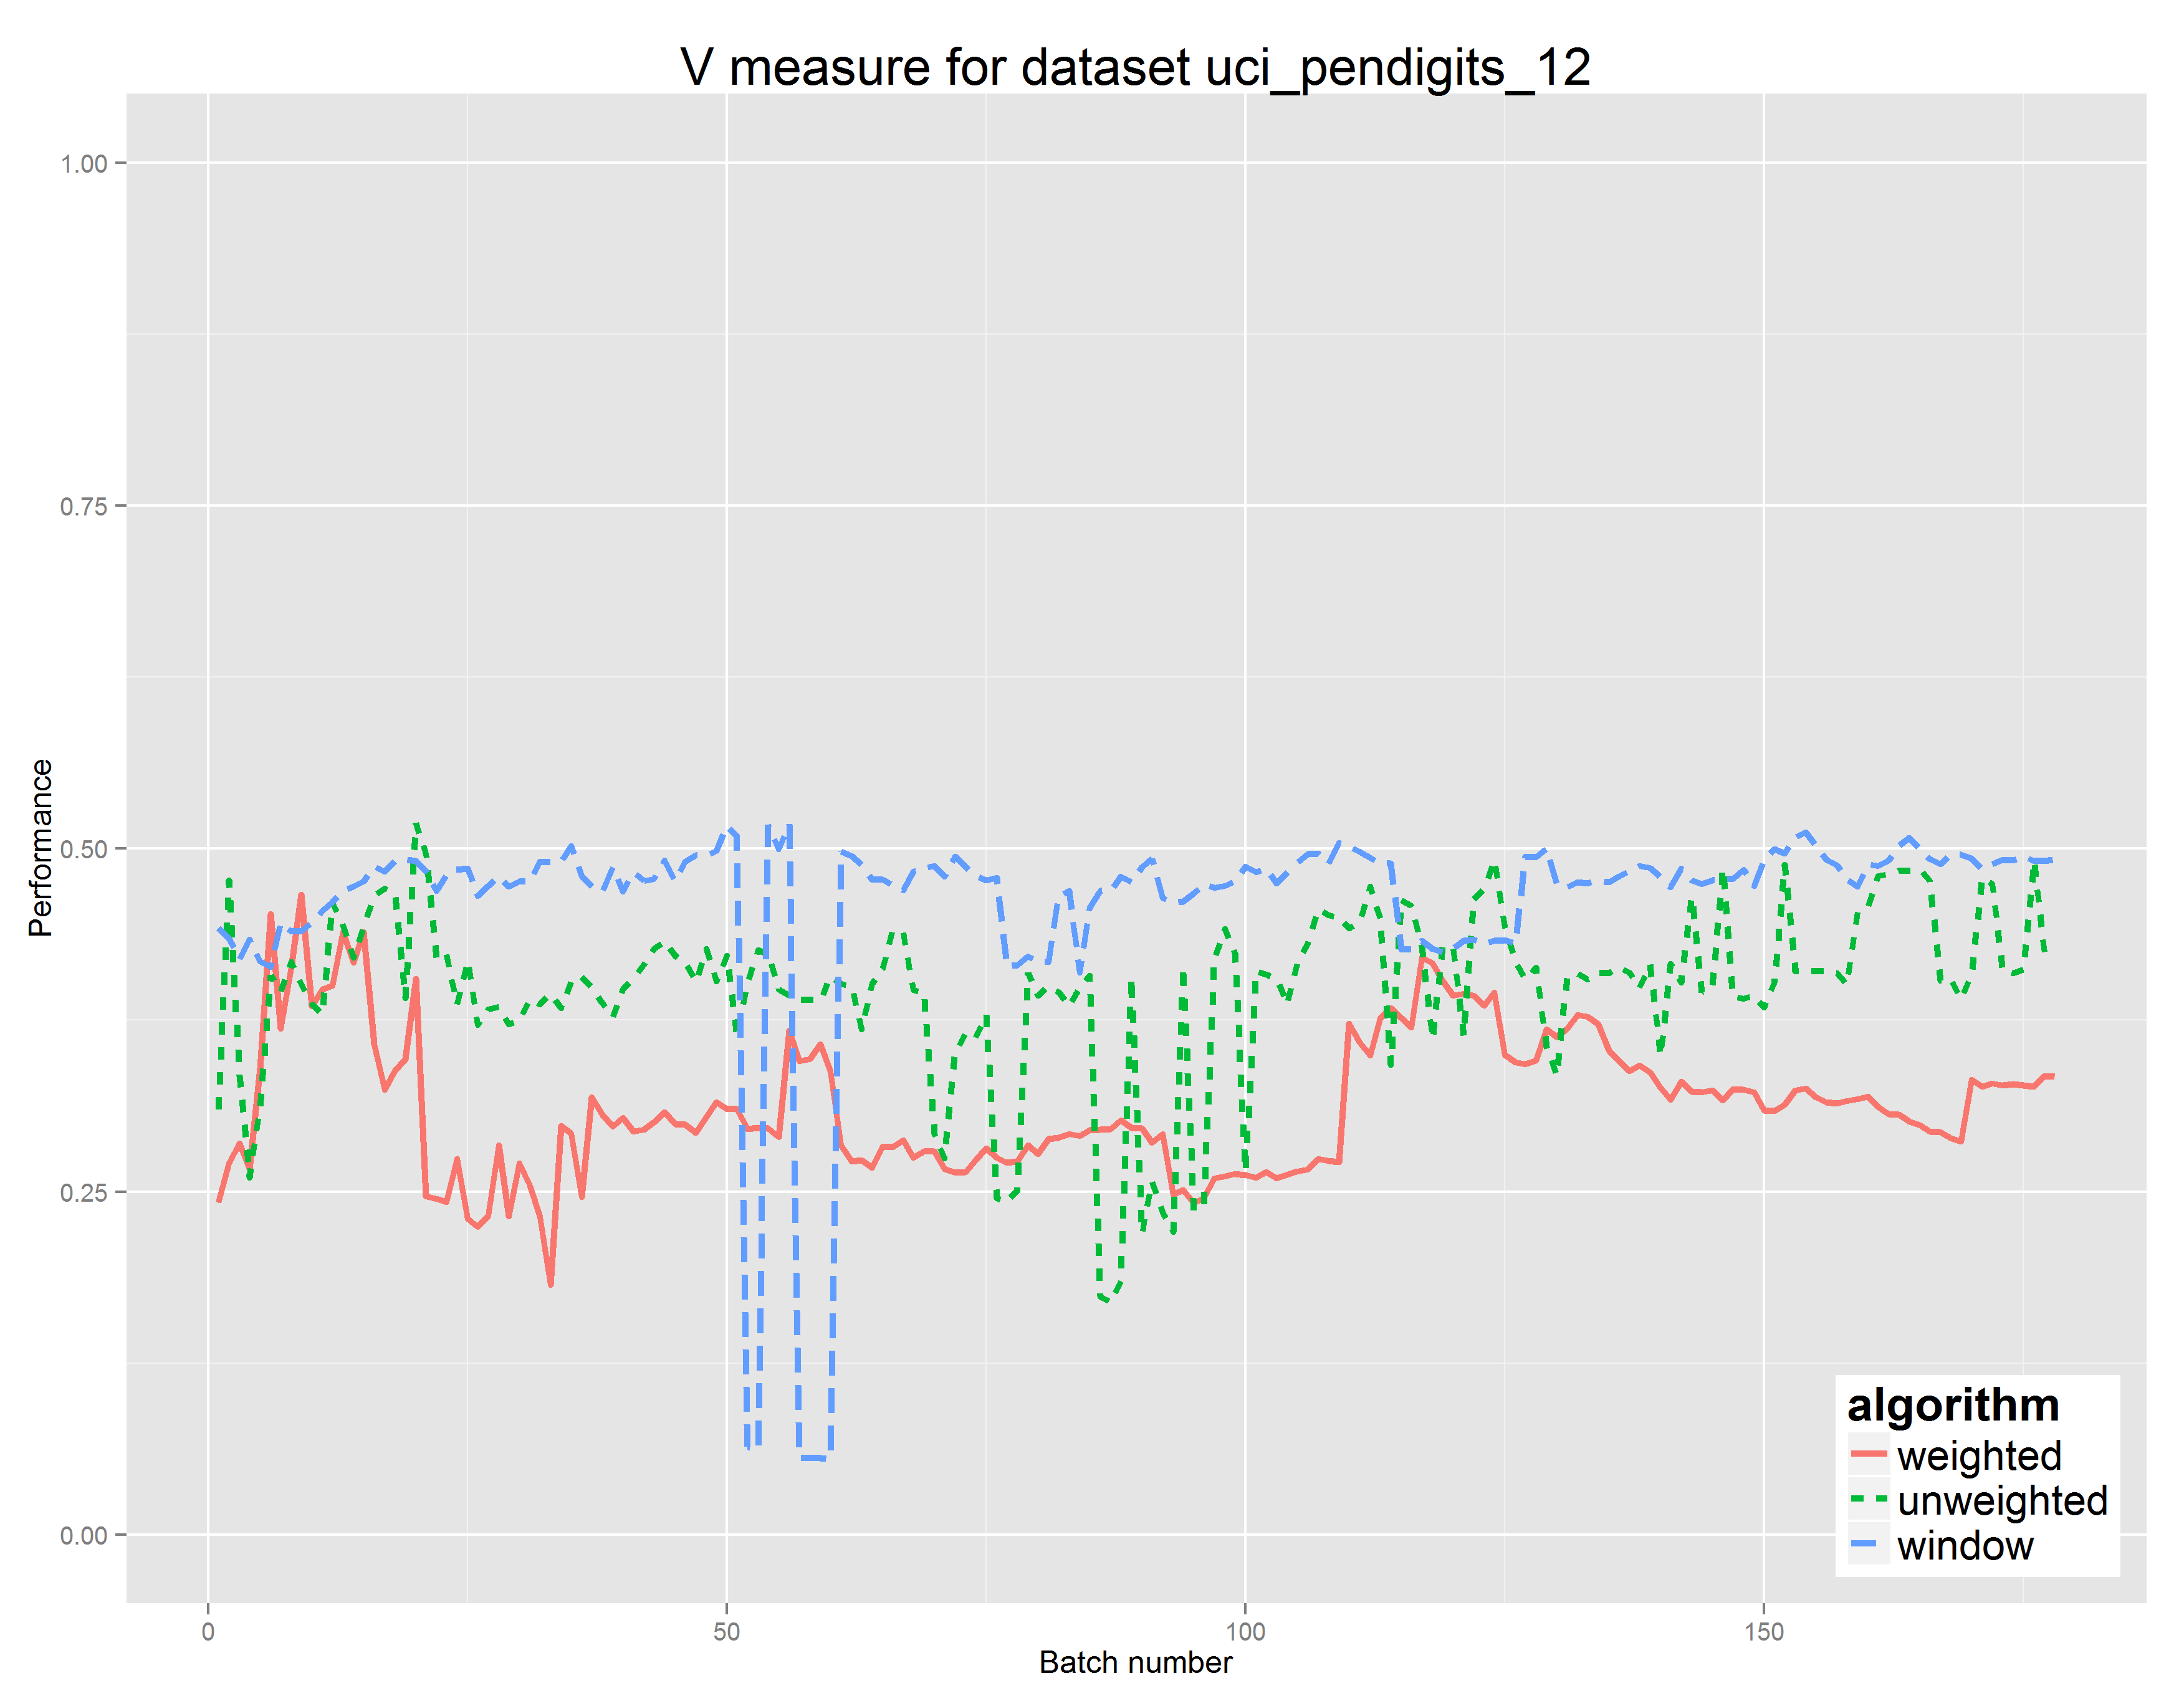 V measure for dataset uci_pendigits_12
Performance
1.00
0.75
0.50
0.25
0.00
0
50
100
150
Batch number
algorithm
weighted
unweighted
window